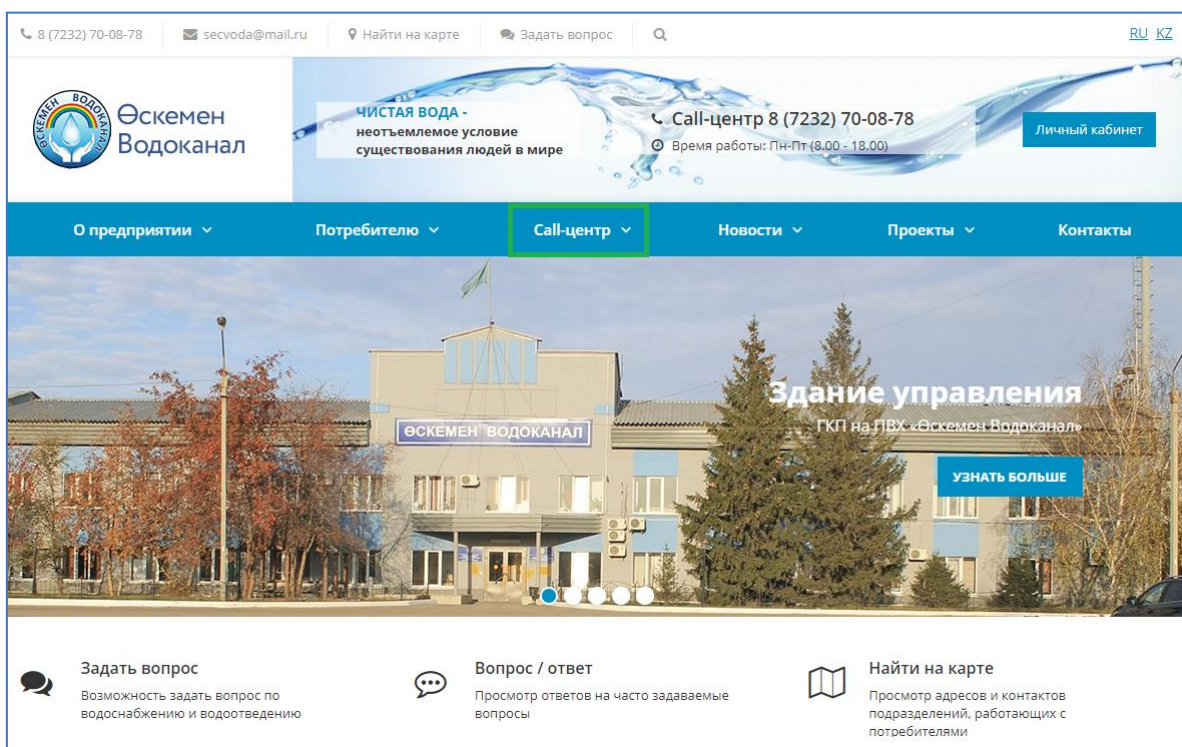 8 (7232) 70-08-78
secvoda@mail.ru
Найти на карте
Задать вопрос
RU KZ
ӨСКЕМЕН ВОДОКАНАЛ
Өскемен
Водоканал
ЧИСТАЯ ВОДА -
неотъемлемое условие
существования людей в мире
Call-центр 8 (7232) 70-08-78
Время работы: Пн-Пт (8.00 - 18.00)
Личный кабинет
О предприятии
Потребителю
Call-центр
Новости
Проекты
Контакты
ӨСКЕМЕН ВОДОКАНАЛ
Здание управления
ГКП на ПВХ «Өскемен Водоканал»
УЗНАТЬ БОЛЬШЕ
Задать вопрос
Возможность задать вопрос по
водоснабжению и водоотведению
Вопрос / ответ
Просмотр ответов на часто задаваемые
вопросы
Найти на карте
Просмотр адресов и контактов
подразделений, работающих с
потребителями